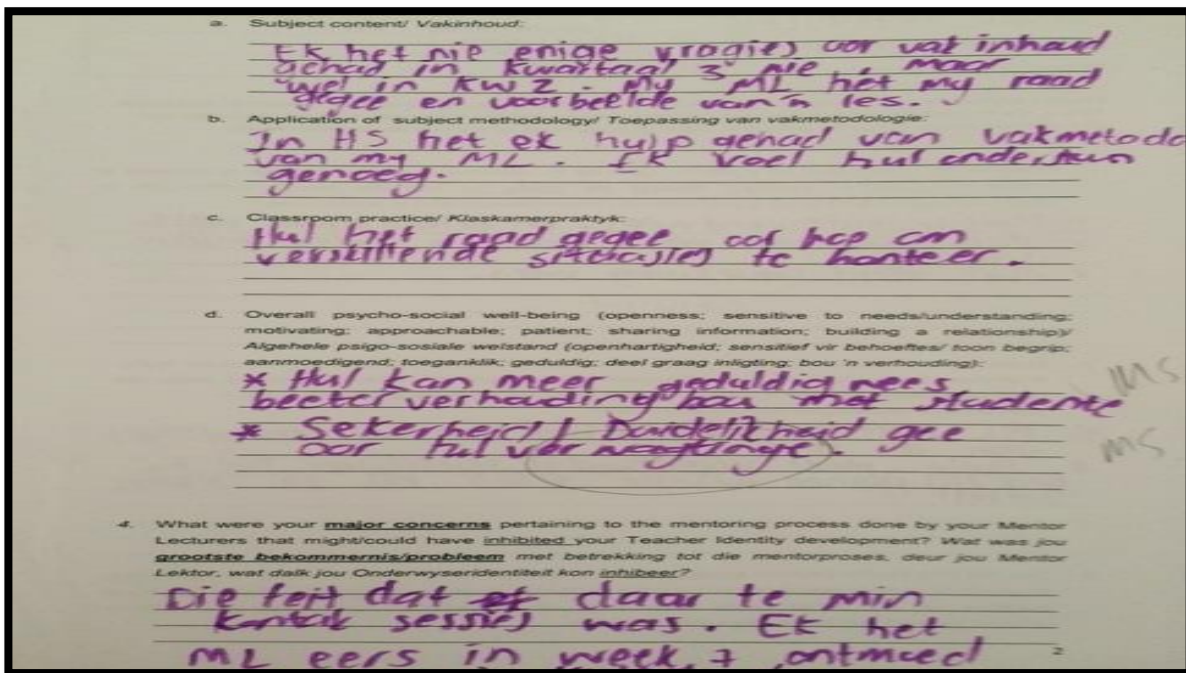 a. Subject content/ Vakinhoud:
Ek het nie enige vragies oor vak inhoud
gehad in kwartaal 3 nie, maar
wel in KW 2. My ML het my raad
gegee en voorbeelde van 'n les.
b. Application of subject methodology/ Toepassing van vakmetodologie:
In HS het ek hulp gehad van vakmetodo
van my ML. Ek voel hul ondersteun
genoeg.
c. Classroom practice/ Klaskamerpraktyk:
Hul het raad gegee oor hoe om
verskillende situasies te hanteer.
d. Overall psycho-social well-being (openness; sensitive to needs/understanding;
motivating; approachable; patient; sharing information; building a relationship)/
Algehele psigo-sosiale welstand (openhartigheid; sensitief vir behoeftes/ toon begrip;
aanmoedigend; toeganklik; geduldig; deel graag inligting; bou 'n verhouding):
* Hul kan meer geduldig wees,
beeter verhouding bou met studente
MS
* Sekerheid / Duidelikheid gee
oor hul verwagtinge.
MS
4. What were your major concerns pertaining to the mentoring process done by your Mentor
Lecturers that might/could have inhibited your Teacher Identity development? Wat was jou
grootste bekommernis/probleem met betrekking tot die mentorproses, deur jou Mentor
Lektor, wat dalk jou Onderwyseridentiteit kon inhibeer?
Die feit dat daar te min
kontak sessies was. Ek het
ML eers in week 7 ontmoed
2